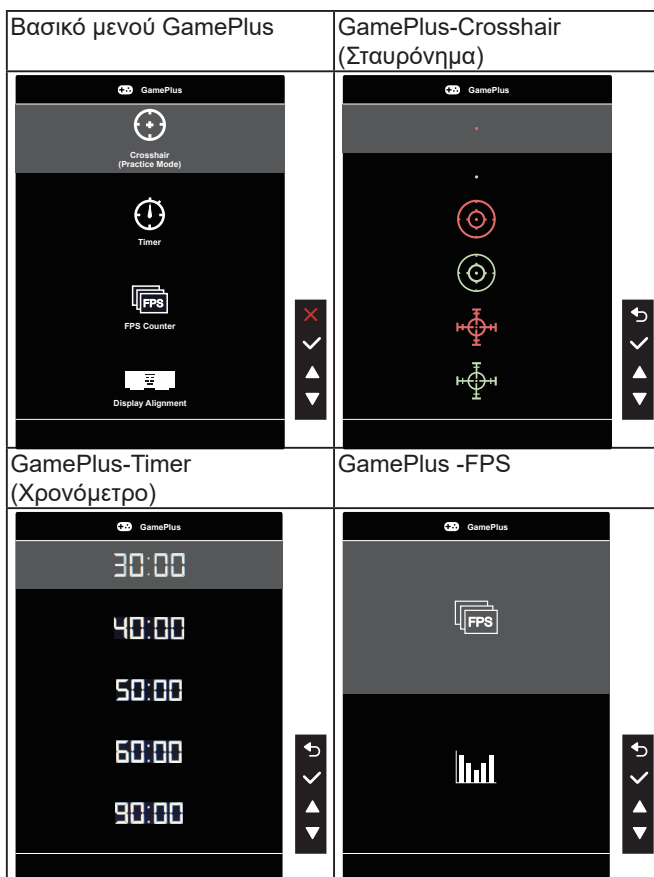 Βασικό μενού GamePlus
GamePlus-Crosshair
(Σταυρόνημα)
GamePlus
Crosshair
(Practice Mode)
Timer
FPS
FPS Counter
Display Alignment
GamePlus
GamePlus-Timer
(Χρονόμετρο)
GamePlus -FPS
GamePlus
30:00
40:00
50:00
60:00
90:00
GamePlus
FPS